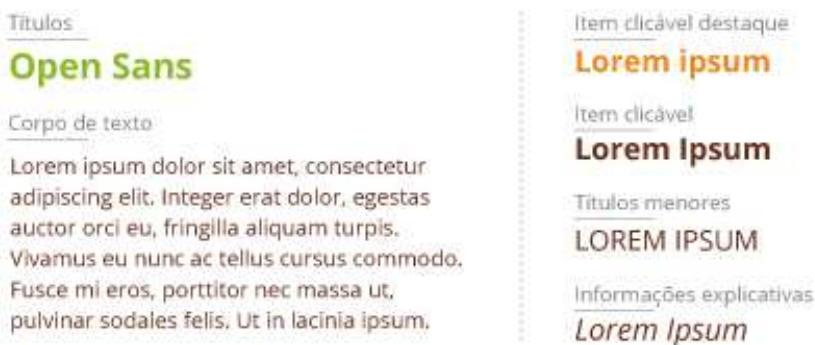 Títulos
Open Sans
Corpo de texto
Lorem ipsum dolor sit amet, consectetur
adipiscing elit. Integer erat dolor, egestas
auctor orci eu, fringilla aliquam turpis.
Vivamus eu nunc ac tellus cursus commodo.
Fusce mi eros, porttitor nec massa ut,
pulvinar sodales felis. Ut in lacinia ipsum.
Item clicável destaque
Lorem ipsum
Item clicável
Lorem Ipsum
Títulos menores
LOREM IPSUM
Informações explicativas
Lorem Ipsum